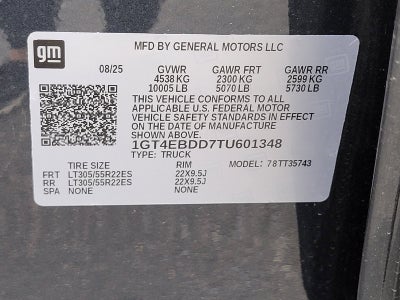 gm
MFD BY GENERAL MOTORS LLC
08/25 GVWR GAWR FRT GAWR RR
4538 KG 2300 KG 2599 KG
10005 LB 5070 LB 5730 LB
THIS VEHICLE CONFORMS TO ALL
APPLICABLE U.S. FEDERAL MOTOR
VEHICLE SAFETY STANDARDS IN EFFECT
ON THE DATE OF MANUFACTURE
SHOWN ABOVE.
1GT4EBDD7TU601348
TYPE: TRUCK
TIRE SIZE RIM MODEL: 78TT35743
FRT LT305/55R22ES 22X9.5J
RR LT305/55R22ES 22X9.5J
SPA NONE NONE